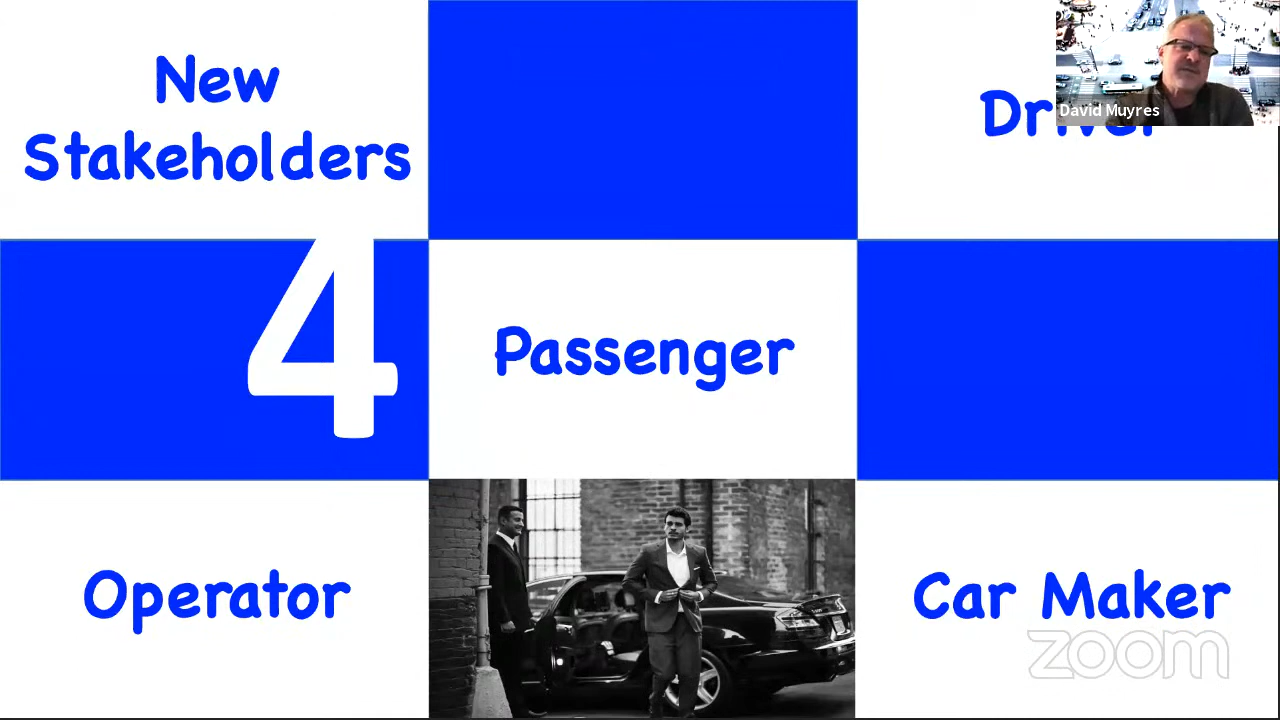 New
Stakeholders
David Muyres
4
Passenger
Operator
Car Maker
zoom